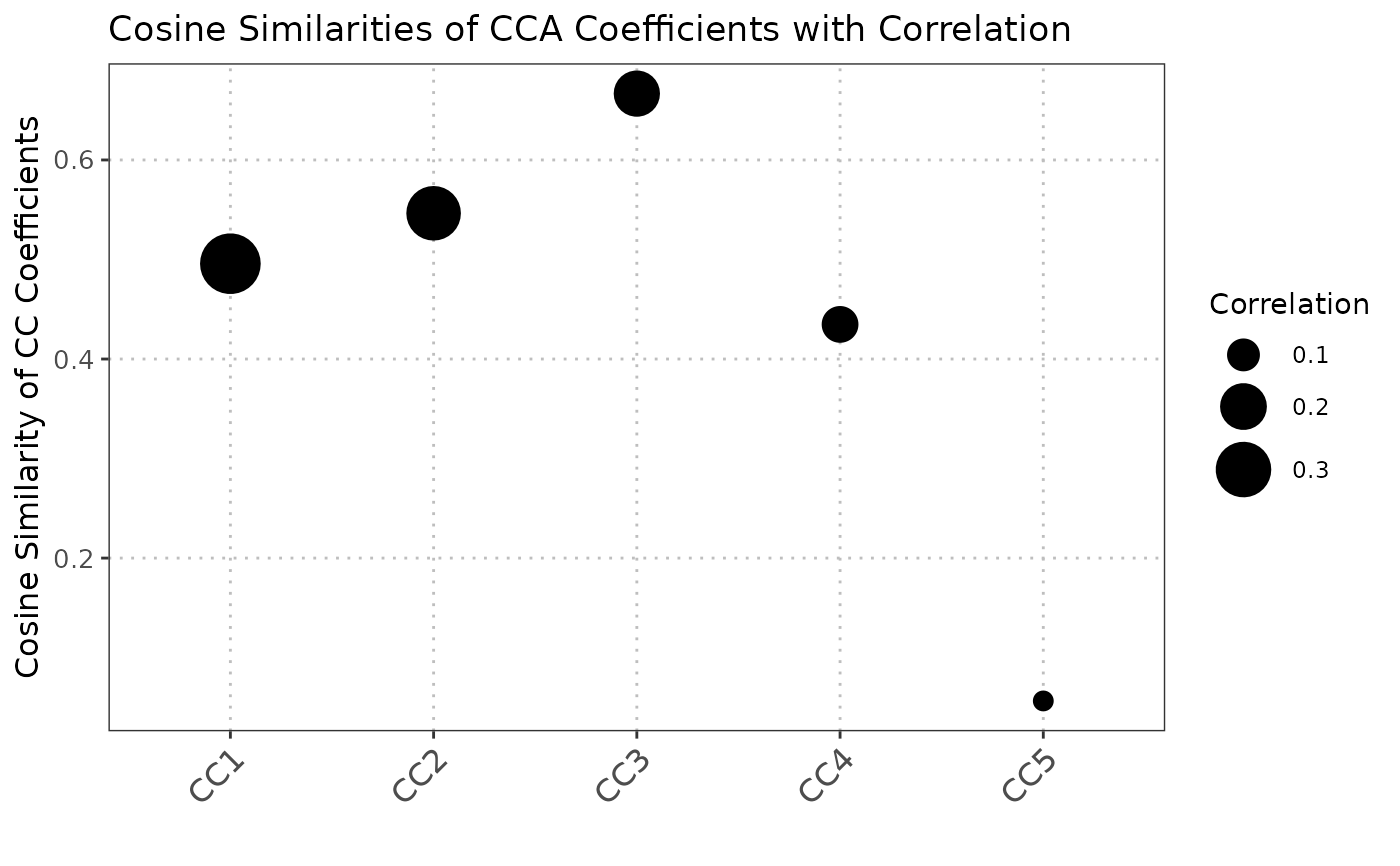 Cosine Similarities of CCA Coefficients with Correlation
Cosine Similarity of CC Coefficients
0.6
0.4
0.2
CC1
CC2
CC3
CC4
CC5
Correlation
0.1
0.2
0.3